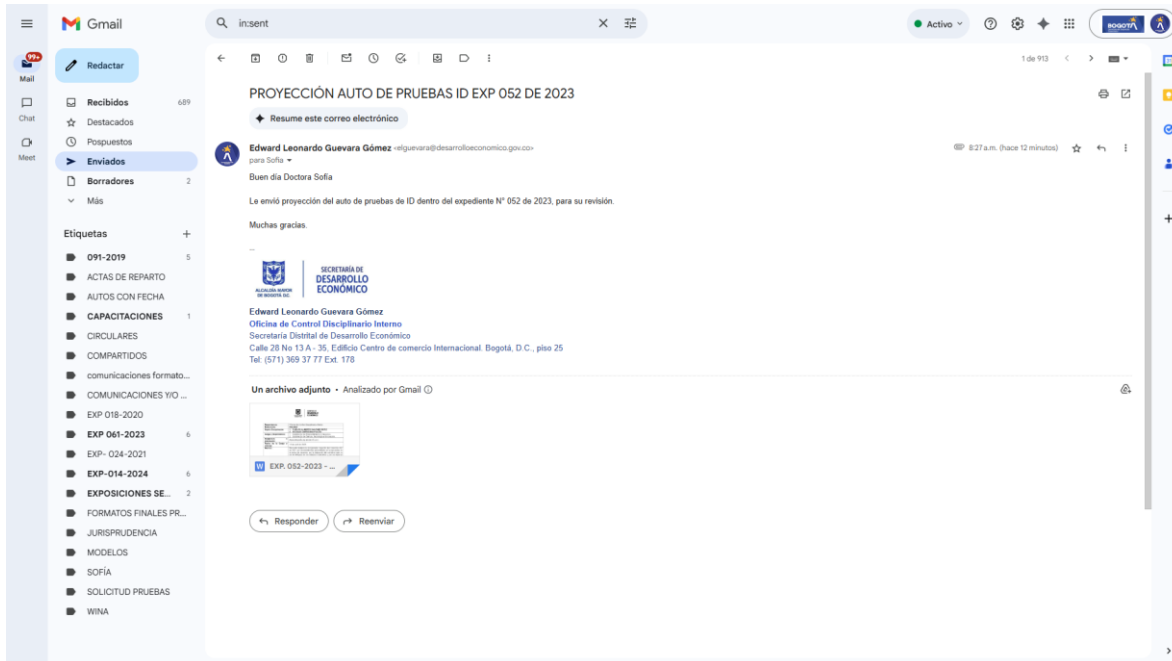 Gmail
in:sent
Activo
BOGOTÁ
99+
Mail
Chat
Meet
Redactar
Recibidos 689
Destacados
Pospuestos
Enviados
Borradores 2
Más
Etiquetas
091-2019 5
ACTAS DE REPARTO
AUTOS CON FECHA
CAPACITACIONES 1
CIRCULARES
COMPARTIDOS
comunicaciones formato...
COMUNICACIONES Y/O ...
EXP 018-2020
EXP 061-2023 6
EXP- 024-2021
EXP-014-2024 6
EXPOSICIONES SE... 2
FORMATOS FINALES PR...
JURISPRUDENCIA
MODELOS
SOFÍA
SOLICITUD PRUEBAS
WINA
1 de 913
PROYECCIÓN AUTO DE PRUEBAS ID EXP 052 DE 2023
Resume este correo electrónico
Edward Leonardo Guevara Gómez <elguevara@desarrolloeconomico.gov.co>
8:27 a.m. (hace 12 minutos)
para Sofía
Buen día Doctora Sofía
Le envió proyección del auto de pruebas de ID dentro del expediente N° 052 de 2023, para su revisión.
Muchas gracias.
--
ALCALDÍA MAYOR
DE BOGOTÁ D.C.
SECRETARÍA DE
DESARROLLO
ECONÓMICO
Edward Leonardo Guevara Gómez
Oficina de Control Disciplinario Interno
Secretaría Distrital de Desarrollo Económico
Calle 28 No 13 A - 35, Edificio Centro de comercio Internacional. Bogotá, D.C., piso 25
Tel: (571) 369 37 77 Ext. 178
Un archivo adjunto • Analizado por Gmail
W EXP. 052-2023 - ...
Responder
Reenviar